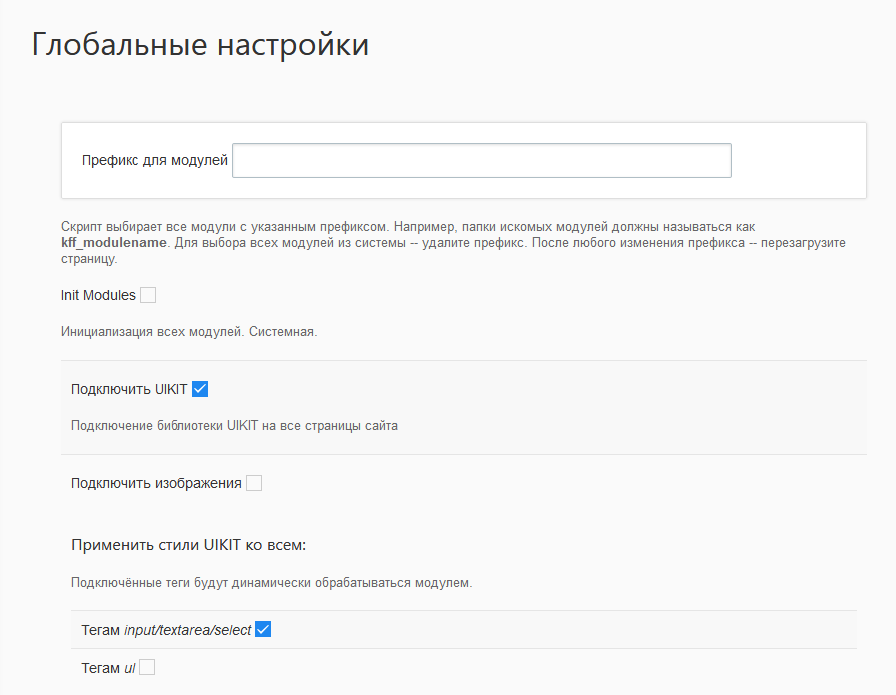 Глобальные настройки
Префикс для модулей
Скрипт выбирает все модули с указанным префиксом. Например, папки искомых модулей должны называться как
kff_modulename. Для выбора всех модулей из системы -- удалите префикс. После любого изменения префикса -- перезагрузите
страницу.
Init Modules
Инициализация всех модулей. Системная.
Подключить UIKIT
Подключение библиотеки UIKIT на все страницы сайта
Подключить изображения
Применить стили UIKIT ко всем:
Подключённые теги будут динамически обрабатываться модулем.
Тегам input/textarea/select
Тегам ul